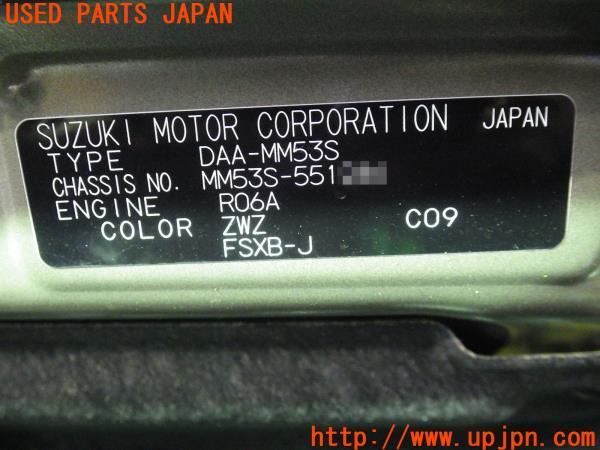 USED PARTS JAPAN
SUZUKI MOTOR CORPORATION JAPAN
TYPE DAA-MM53S
CHASSIS NO. MM53S-551
ENGINE R06A
COLOR ZWZ C09
FSXB-J
http://www.upjpn.com/